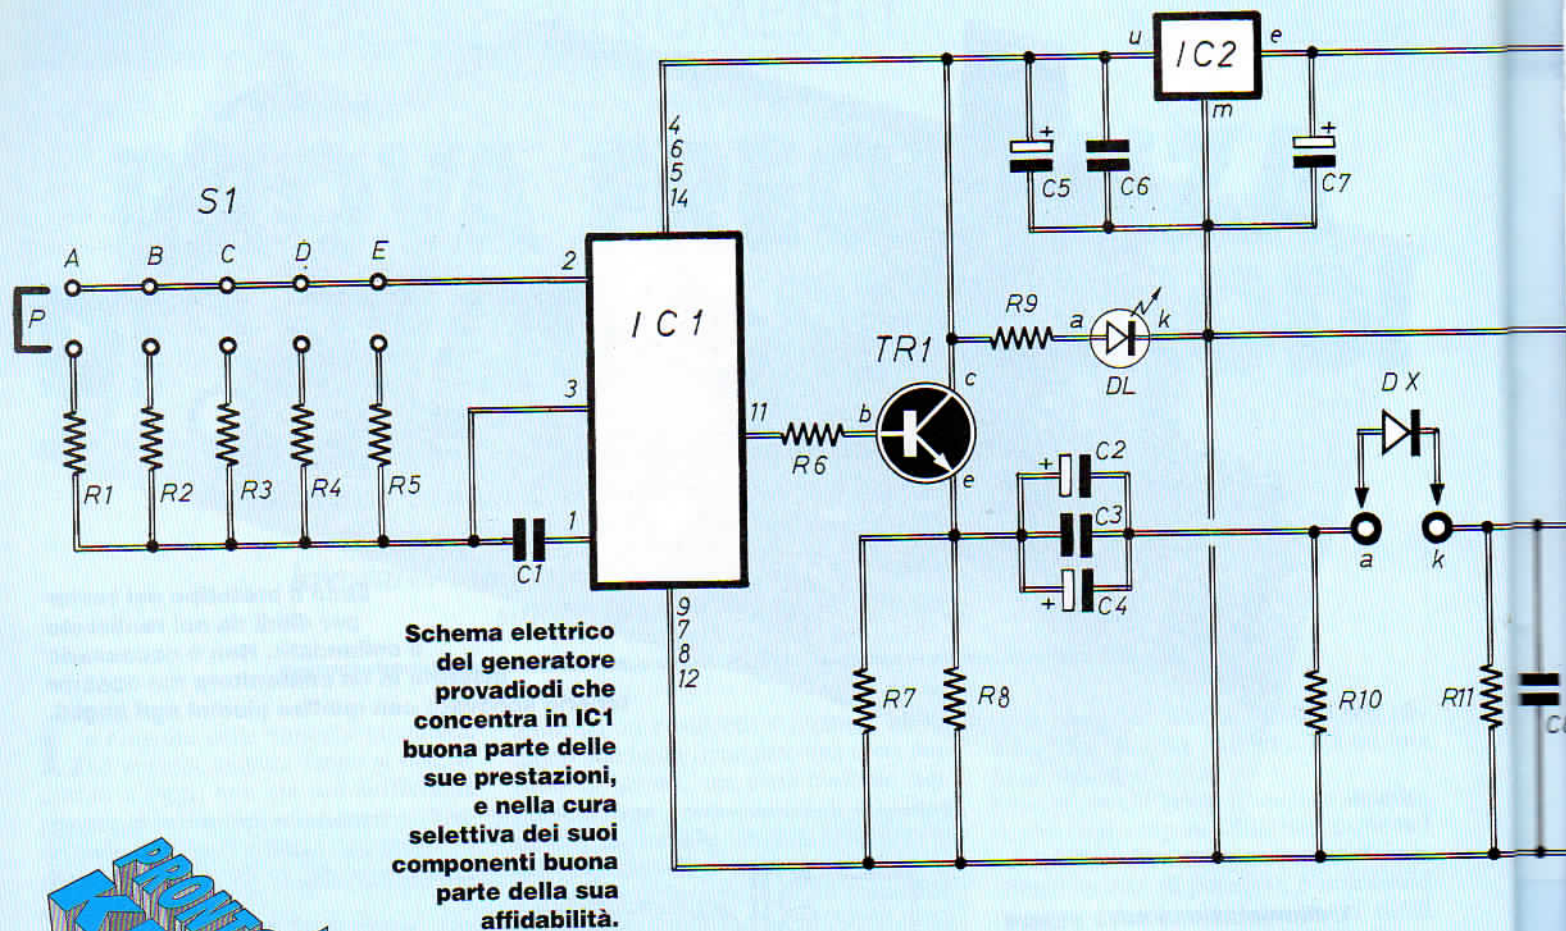 u
IC2
e
m
4
6
5
14
C5
C6
C7
S1
A
B
C
D
E
P
2
IC1
3
11
1
R1
R2
R3
R4
R5
C1
R6
TR1
b
c
e
R9
a
k
DL
DX
C2
C3
C4
a
k
9
7
8
12
R7
R8
R10
R11
Schema elettrico
del generatore
provadiodi che
concentra in IC1
buona parte delle
sue prestazioni,
e nella cura
selettiva dei suoi
componenti buona
parte della sua
affidabilità.
PRONTO
+
+
+
+